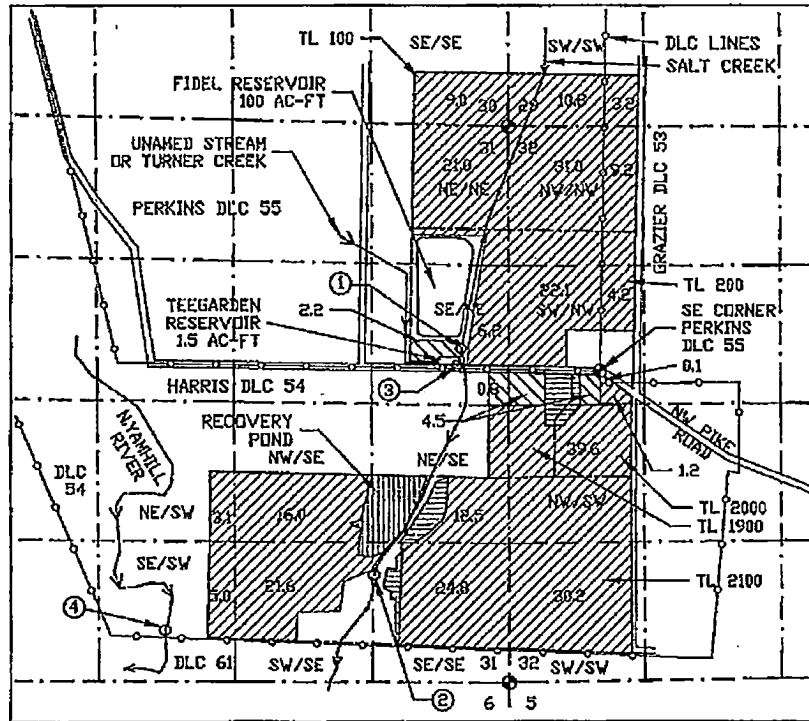 TL 100
SE/SE
SW/SW
DLC LINES
SALT CREEK
FIDEL RESERVOIR
100 AC-FT
9.0
30
29
10.8
3.2
31
32
UNAMED STREAM
OR TURNER CREEK
21.0
NE/NE
31.0
NW/NW
9.2
PERKINS DLC 55
GRAZIER DLC 53
1
SE/SE
22.1
SW/NW
4.2
TL 200
TEEGARDEN
RESERVOIR
1.5 AC-FT
2.2
6.2
SE CORNER
PERKINS
DLC 55
3
HARRIS DLC 54
0.8
0.1
4.5
NW PIKE
ROAD
N.YAMHILL
RIVER
RECOVERY
POND
NW/SE
NE/SE
39.6
NW/SW
1.2
DLC
54
TL 2000
TL 1900
NE/SW
3.1
16.0
18.5
SE/SW
5.0
21.6
24.8
30.2
TL 2100
4
DLC 61
SW/SE
SE/SE
31
32
SW/SW
2
6
5